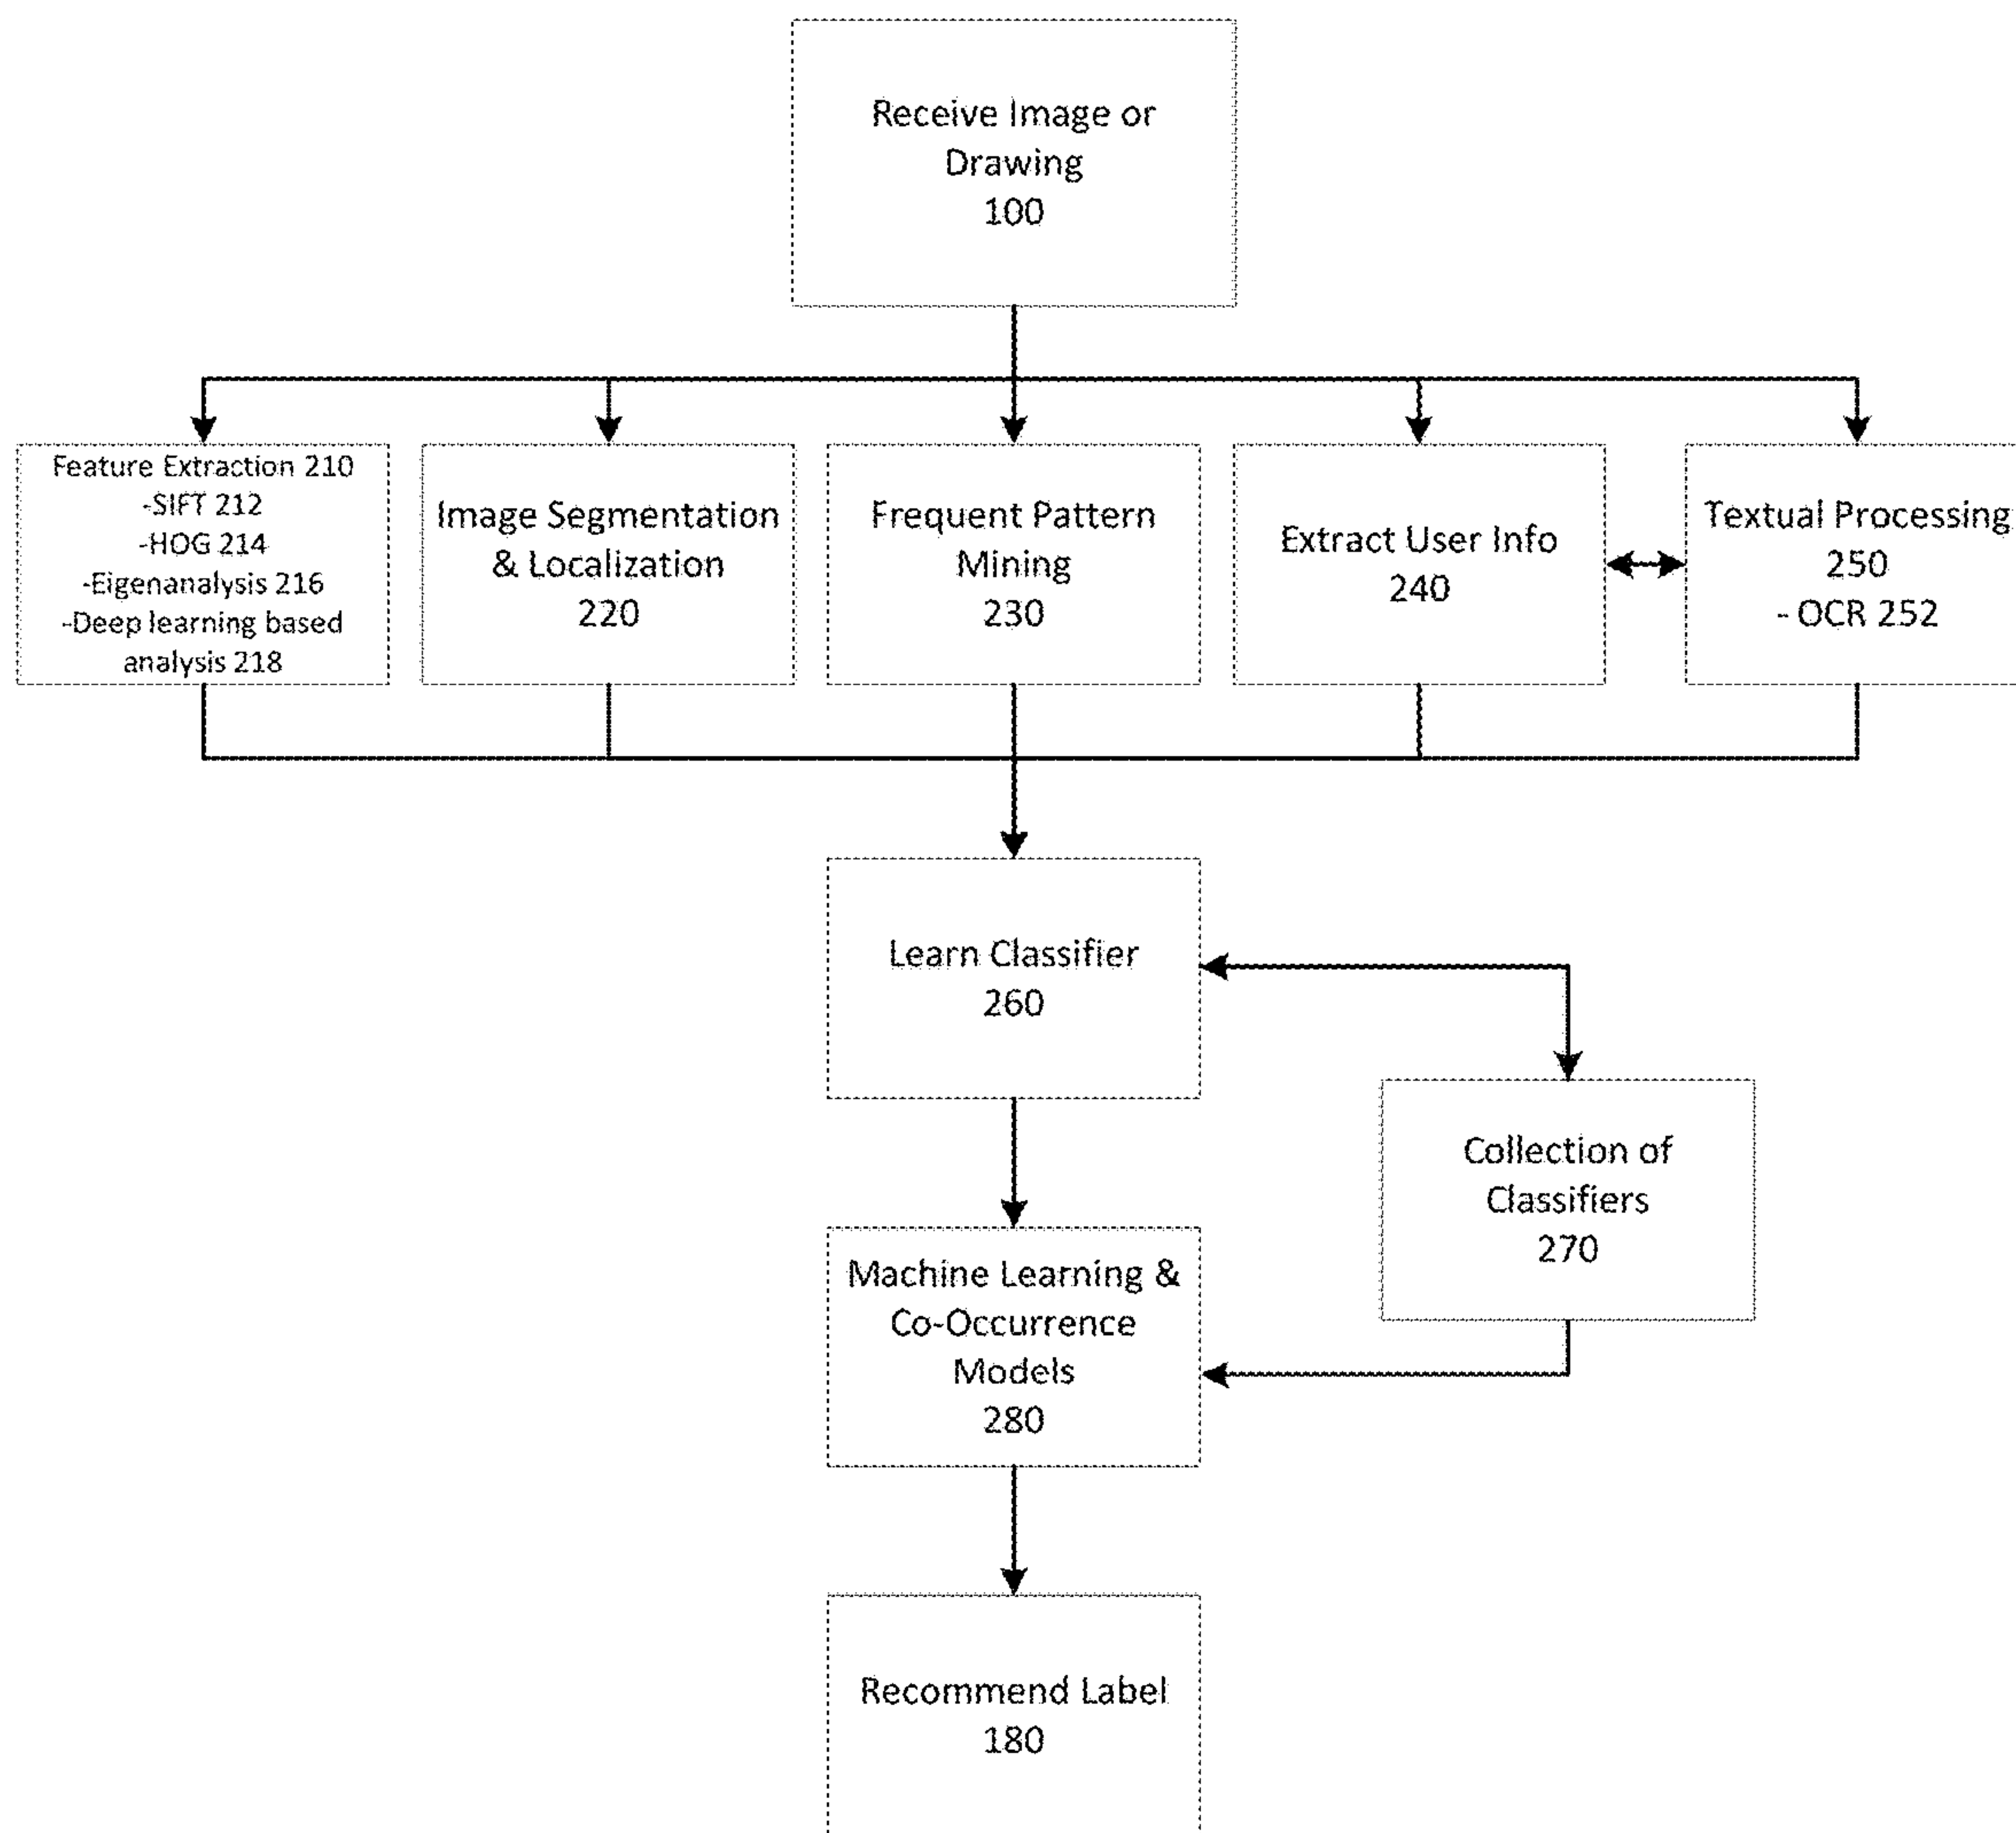 Receive Image or
Drawing
100
Feature Extraction 210
-SIFT 212
-HOG 214
-Eigenanalysis 216
-Deep learning based
analysis 218
Image Segmentation
& Localization
220
Frequent Pattern
Mining
230
Extract User Info
240
Textual Processing
250
- OCR 252
Learn Classifier
260
Collection of
Classifiers
270
Machine Learning &
Co-Occurrence
Models
280
Recommend Label
180